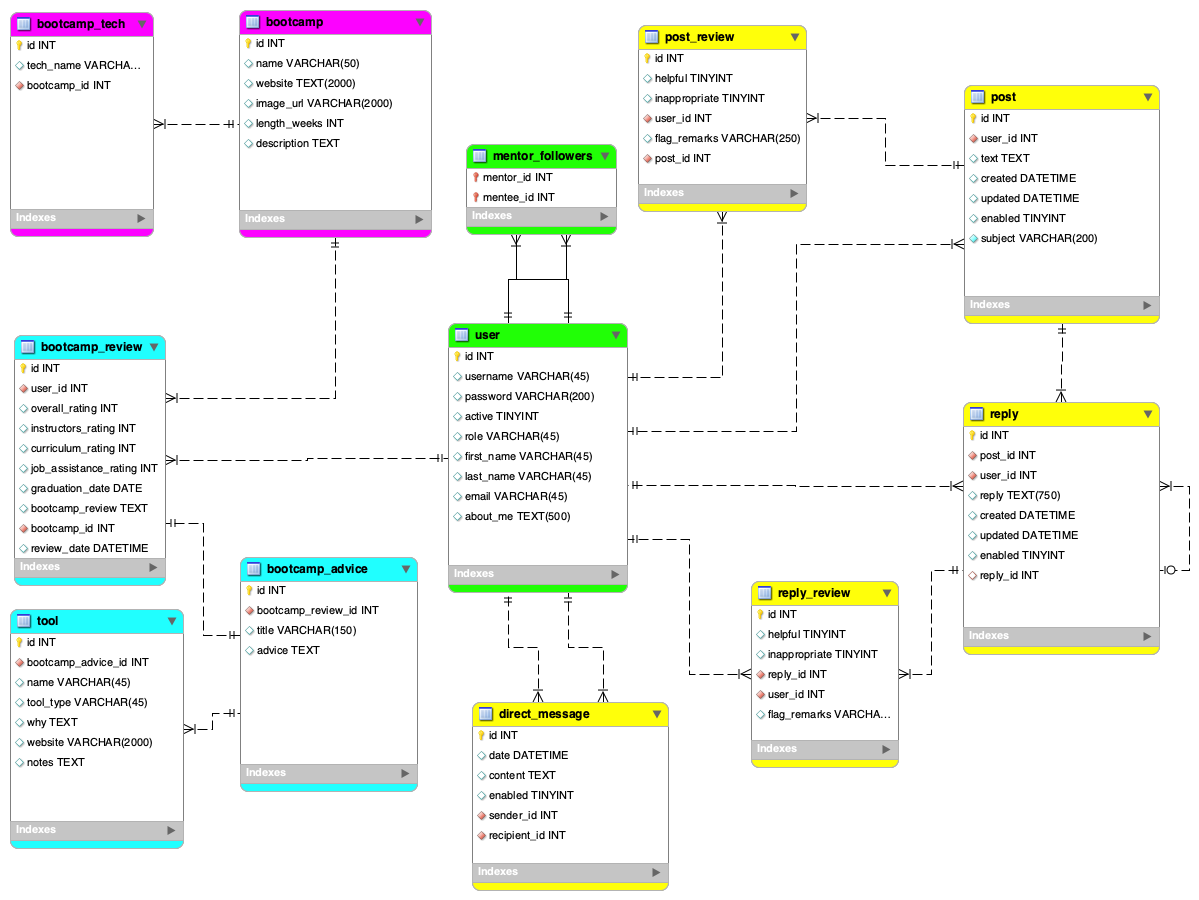 bootcamp_tech
id INT
tech_name VARCHA...
bootcamp_id INT
Indexes
bootcamp
id INT
name VARCHAR(50)
website TEXT(2000)
image_url VARCHAR(2000)
length_weeks INT
description TEXT
Indexes
mentor_followers
mentor_id INT
mentee_id INT
Indexes
post_review
id INT
helpful TINYINT
inappropriate TINYINT
user_id INT
flag_remarks VARCHAR(250)
post_id INT
Indexes
post
id INT
user_id INT
text TEXT
created DATETIME
updated DATETIME
enabled TINYINT
subject VARCHAR(200)
Indexes
bootcamp_review
id INT
user_id INT
overall_rating INT
instructors_rating INT
curriculum_rating INT
job_assistance_rating INT
graduation_date DATE
bootcamp_review TEXT
bootcamp_id INT
review_date DATETIME
Indexes
user
id INT
username VARCHAR(45)
password VARCHAR(200)
active TINYINT
role VARCHAR(45)
first_name VARCHAR(45)
last_name VARCHAR(45)
email VARCHAR(45)
about_me TEXT(500)
Indexes
reply
id INT
post_id INT
user_id INT
reply TEXT(750)
created DATETIME
updated DATETIME
enabled TINYINT
reply_id INT
Indexes
bootcamp_advice
id INT
bootcamp_review_id INT
title VARCHAR(150)
advice TEXT
Indexes
tool
id INT
bootcamp_advice_id INT
name VARCHAR(45)
tool_type VARCHAR(45)
why TEXT
website VARCHAR(2000)
notes TEXT
Indexes
reply_review
id INT
helpful TINYINT
inappropriate TINYINT
reply_id INT
user_id INT
flag_remarks VARCHA...
Indexes
direct_message
id INT
date DATETIME
content TEXT
enabled TINYINT
sender_id INT
recipient_id INT
Indexes